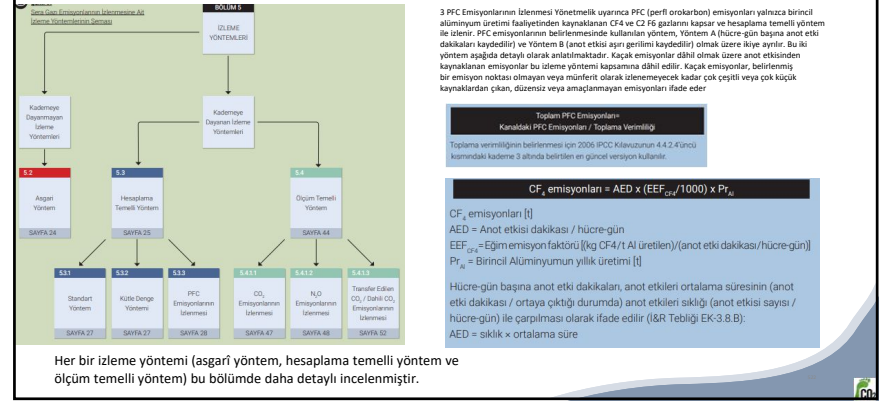 Sera Gazı Emisyonlarının İzlenmesine Ait
İzleme Yöntemlerinin Şeması
BÖLÜM 5
İZLEME
YÖNTEMLERİ
Kademeye
Dayanmayan
İzleme
Yöntemleri
Kademeye
Dayanan İzleme
Yöntemleri
5.2
Asgari
Yöntem
SAYFA 24
5.3
Hesaplama
Temelli Yöntem
SAYFA 25
5.4
Ölçüm Temelli
Yöntem
SAYFA 44
5.3.1
Standart
Yöntem
SAYFA 27
5.3.2
Kütle Denge
Yöntemi
SAYFA 27
5.3.3
PFC
Emisyonlarının
İzlenmesi
SAYFA 28
5.4.1.1
CO₂
Emisyonlarının
İzlenmesi
SAYFA 47
5.4.1.2
N₂O
Emisyonlarının
İzlenmesi
SAYFA 48
5.4.1.3
Transfer Edilen
CO₂ / Dahili CO₂
Emisyonlarının
İzlenmesi
SAYFA 52
3 PFC Emisyonlarının İzlenmesi Yönetmelik uyarınca PFC (perfl orokarbon) emisyonları yalnızca birincil
alüminyum üretimi faaliyetinden kaynaklanan CF4 ve C2 F6 gazlarını kapsar ve hesaplama temelli yöntem
ile izlenir. PFC emisyonlarının belirlenmesinde kullanılan yöntem, Yöntem A (hücre-gün başına anot etki
dakikaları kaydedilir) ve Yöntem B (anot etkisi aşırı gerilimi kaydedilir) olmak üzere ikiye ayrılır. Bu iki
yöntem aşağıda detaylı olarak anlatılmaktadır. Kaçak emisyonlar dâhil olmak üzere anot etkisinden
kaynaklanan emisyonlar bu izleme yöntemi kapsamına dâhil edilir. Kaçak emisyonlar, belirlenmiş
bir emisyon noktası olmayan veya münferit olarak izlenemeyecek kadar çok çeşitli veya çok küçük
kaynaklardan çıkan, düzensiz veya amaçlanmayan emisyonları ifade eder
Toplam PFC Emisyonları=
Kanaldaki PFC Emisyonları / Toplama Verimliliği
Toplama verimliliğinin belirlenmesi için 2006 IPCC Kılavuzunun 4.4.2.4'üncü
kısmındaki kademe 3 altında belirtilen en güncel versiyon kullanılır.
CF₄ emisyonları = AED x (EEF_CF4/1000) x Pr_Al
CF₄ emisyonları [t]
AED = Anot etkisi dakikası / hücre-gün
EEF_CF4=Eğim emisyon faktörü [(kg CF4/t Al üretilen)/(anot etki dakikası/hücre-gün)]
Pr_Al = Birincil Alüminyumun yıllık üretimi [t]
Hücre-gün başına anot etki dakikaları, anot etkileri ortalama süresinin (anot
etki dakikası / ortaya çıktığı durumda) anot etkileri sıklığı (anot etkisi sayısı /
hücre-gün) ile çarpılması olarak ifade edilir (İ&R Tebliği EK-3.8.B):
AED = sıklık × ortalama süre
Her bir izleme yöntemi (asgarî yöntem, hesaplama temelli yöntem ve
ölçüm temelli yöntem) bu bölümde daha detaylı incelenmiştir.
CO₂